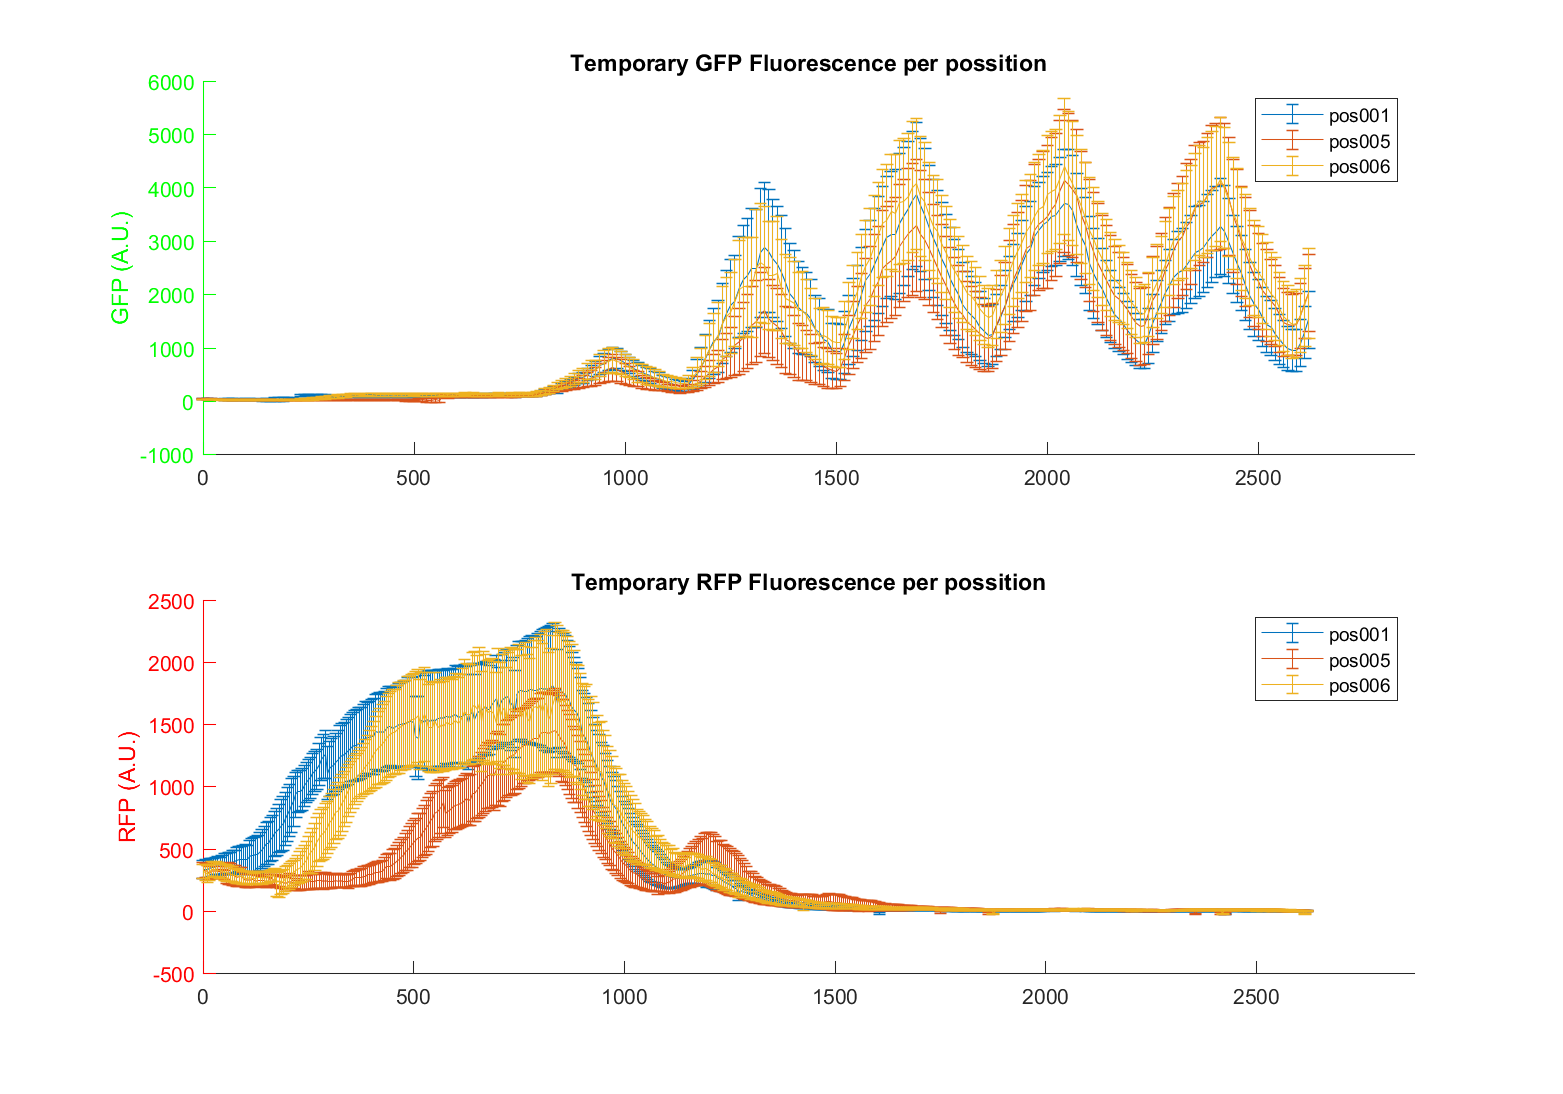 Temporary GFP Fluorescence per possition
6000
5000
4000
3000
2000
1000
0
-1000
GFP (A.U.)
0 500 1000 1500 2000 2500
pos001
pos005
pos006
Temporary RFP Fluorescence per possition
2500
2000
1500
1000
500
0
-500
RFP (A.U.)
0 500 1000 1500 2000 2500
pos001
pos005
pos006